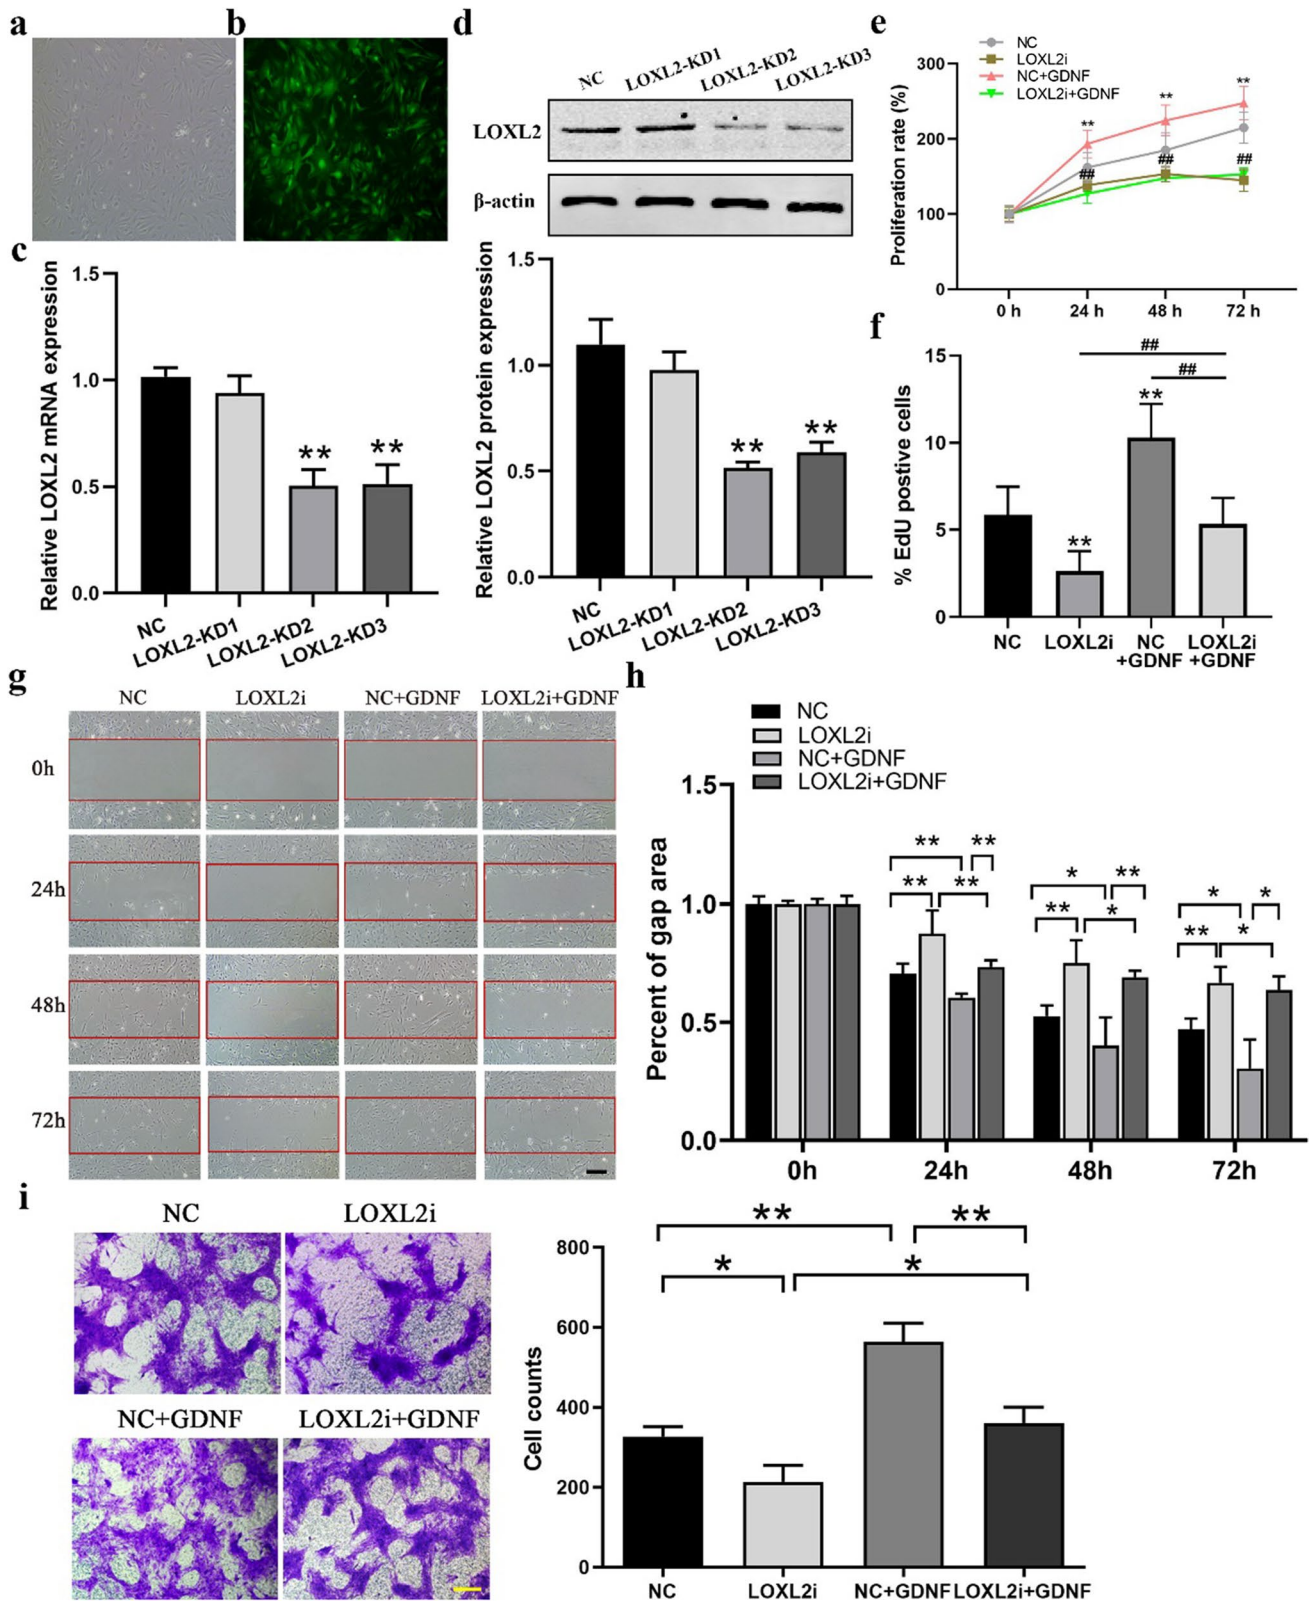 a
b
d
NC
LOXL2-KD1
LOXL2-KD2
LOXL2-KD3
LOXL2
β-actin
e
NC
LOXL2i
NC+GDNF
LOXL2i+GDNF
Proliferation rate (%)
300
200
100
0
** ** **
## ## ##
0 h 24 h 48 h 72 h
c
Relative LOXL2 mRNA expression
1.5
1.0
0.5
0.0
** **
NC
LOXL2-KD1
LOXL2-KD2
LOXL2-KD3
Relative LOXL2 protein expression
1.5
1.0
0.5
0.0
** **
NC
LOXL2-KD1
LOXL2-KD2
LOXL2-KD3
f
% EdU postive cells
15
10
5
0
##
##
**
**
NC LOXL2i NC +GDNF LOXL2i +GDNF
g
NC LOXL2i NC+GDNF LOXL2i+GDNF
0h
24h
48h
72h
h
NC
LOXL2i
NC+GDNF
LOXL2i+GDNF
Percent of gap area
1.5
1.0
0.5
0.0
** **
** **
* **
** *
* *
** *
0h 24h 48h 72h
i
NC LOXL2i
NC+GDNF LOXL2i+GDNF
Cell counts
800
600
400
200
0
** **
* *
NC LOXL2i NC+GDNF LOXL2i+GDNF